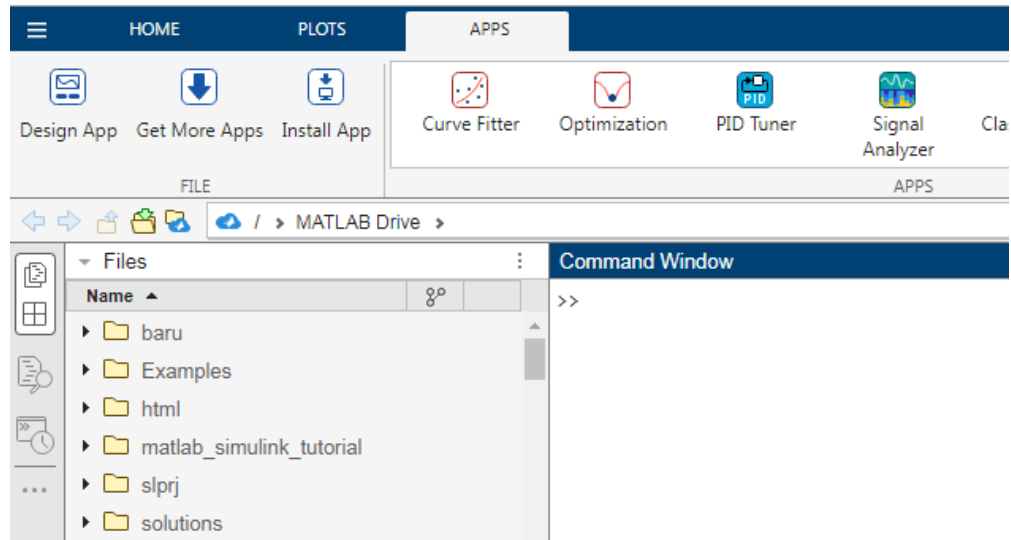 HOME PLOTS APPS
Design App Get More Apps Install App Curve Fitter Optimization PID Tuner Signal Analyzer Cla
PID
FILE APPS
/ > MATLAB Drive >
Files Command Window
Name
>>
baru
Examples
html
matlab_simulink_tutorial
slprj
solutions